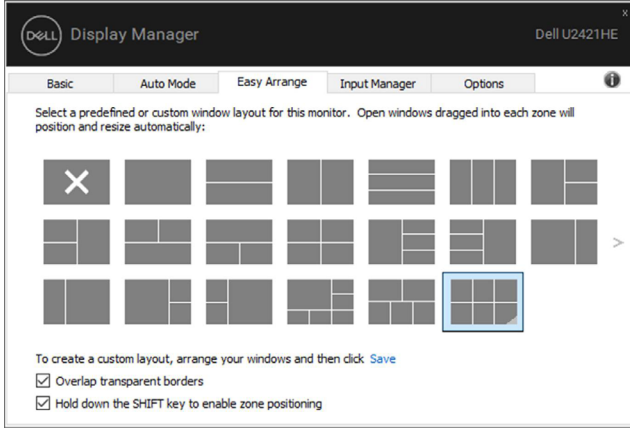 x
DELL Display Manager
Dell U2421HE
Basic Auto Mode Easy Arrange Input Manager Options
Select a predefined or custom window layout for this monitor. Open windows dragged into each zone will
position and resize automatically:
To create a custom layout, arrange your windows and then click Save
Overlap transparent borders
Hold down the SHIFT key to enable zone positioning